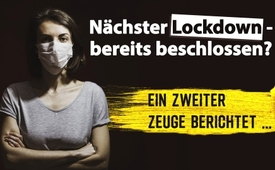 Nächster Lockdown -
bereits beschlossen?
EIN ZWEITER
ZEUGE BERICHTET ...